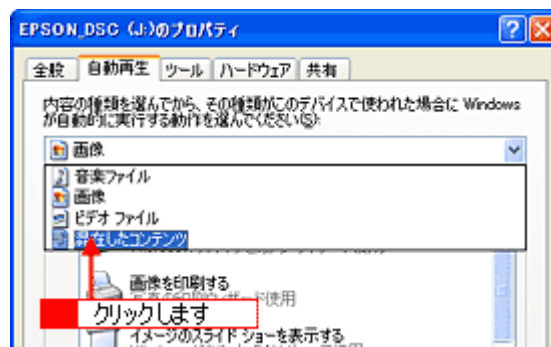 EPSON_DSC (J:)のプロパティ
全般 自動再生 ツール ハードウェア 共有
内容の種類を選んでから、その種類がこのデバイスで使われた場合に Windows
が自動的に実行する動作を選んでください(S):
画像
音楽ファイル
画像
ビデオ ファイル
混在したコンテンツ
画像を印刷する
使用
クリックします
イメージのスライド ショーを表示する